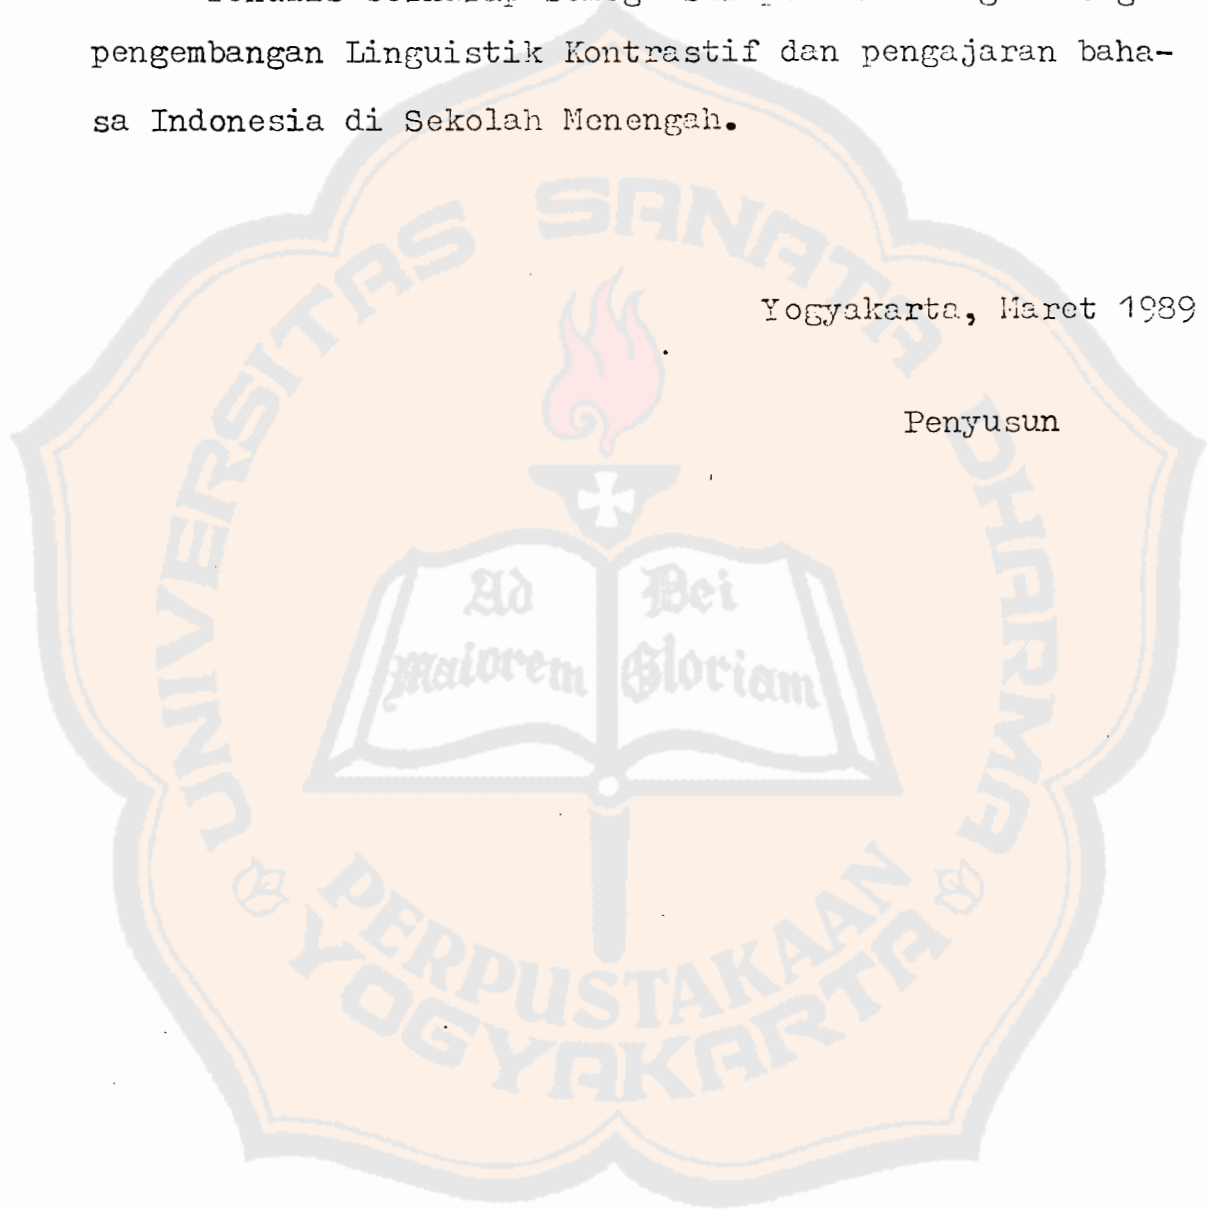 pengembangan Linguistik Kontrastif dan pengajaran baha-
sa Indonesia di Sekolah Menengah.
Yogyakarta, Maret 1989
Penyusun
UNIVERSITAS SANATA DHARMA
Ad
maiorem
Dei
Gloriam
PERPUSTAKAAN
YOGYAKARTA